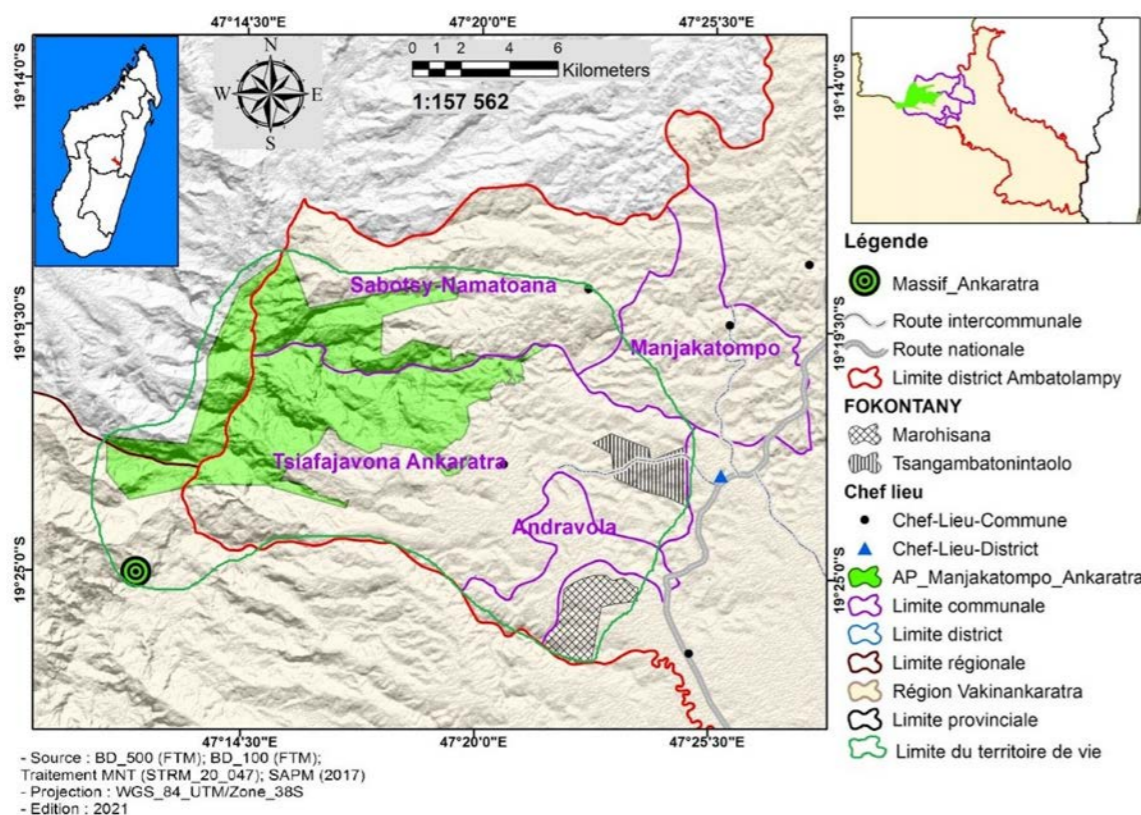 47°14'30"E
47°20'0"E
47°25'30"E
N
W
E
S
0 1 2 4 6
Kilometers
1:157 562
19°14'0"S
19°14'0"S
Sabotsy-Namatoana
Manjakatompo
19°19'30"S
19°19'30"S
Tsiafajavona Ankaratra
Andravola
19°25'0"S
19°25'0"S
47°14'30"E
47°20'0"E
47°25'30"E
Légende
Massif_Ankaratra
Route intercommunale
Route nationale
Limite district Ambatolampy
FOKONTANY
Marohisana
Tsangambatonintaolo
Chef lieu
Chef-Lieu-Commune
Chef-Lieu-District
AP_Manjakatompo_Ankaratra
Limite communale
Limite district
Limite régionale
Région Vakinankaratra
Limite provinciale
Limite du territoire de vie
- Source : BD_500 (FTM); BD_100 (FTM);
Traitement MNT (STRM_20_047); SAPM (2017)
- Projection : WGS_84_UTM/Zone_38S
- Edition : 2021